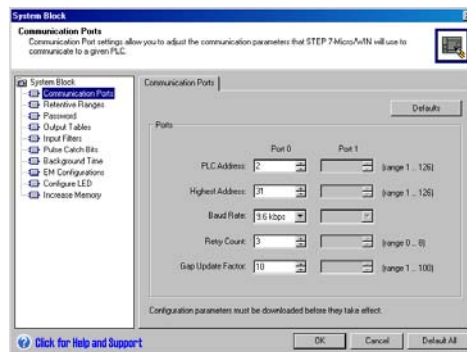 System Block
Communication Ports
Communication Port settings allow you to adjust the communication parameters that STEP 7-Micro/WIN will use to
communicate to a given PLC.
System Block
Communication Ports
Retentive Ranges
Password
Output Tables
Input Filters
Pulse Catch Bits
Background Time
EM Configurations
Configure LED
Increase Memory
Communication Ports
Defaults
Ports
Port 0 Port 1
PLC Address: 2 (range 1 .. 126)
Highest Address: 31 (range 1 .. 126)
Baud Rate: 9.6 kbps
Retry Count: 3 (range 0 .. 8)
Gap Update Factor: 10 (range 1 .. 100)
Configuration parameters must be downloaded before they take effect.
Click for Help and Support
OK Cancel Default All